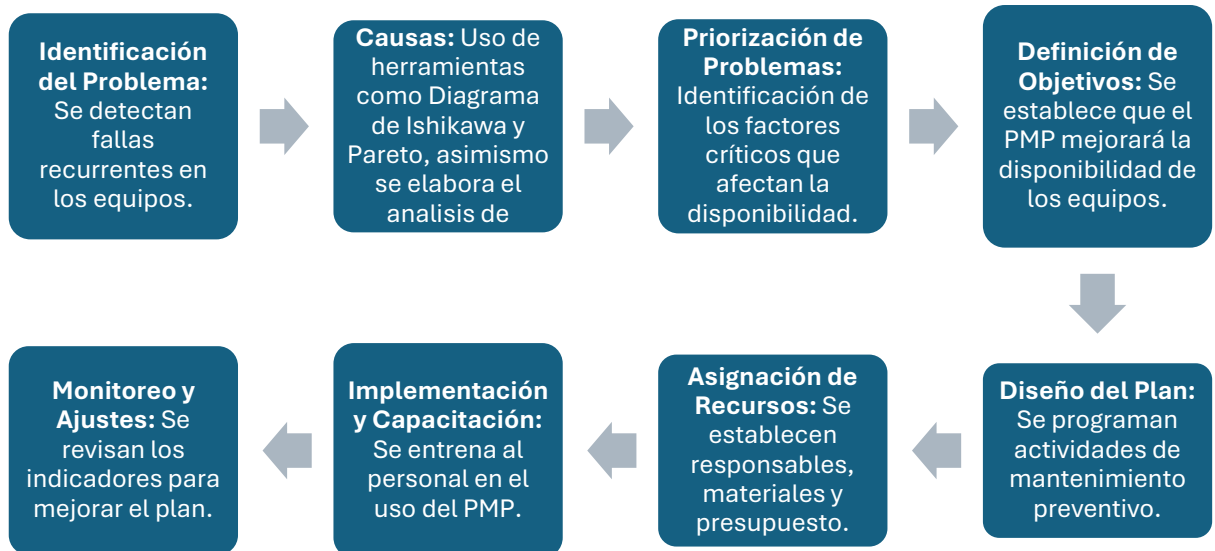 Identificación
del Problema:
Se detectan
fallas
recurrentes en
los equipos.
Causas: Uso de
herramientas
como Diagrama
de Ishikawa y
Pareto, asimismo
se elabora el
analisis de
Priorización de
Problemas:
Identificación de
los factores
críticos que
afectan la
disponibilidad.
Definición de
Objetivos: Se
establece que el
PMP mejorará la
disponibilidad de
los equipos.
Diseño del Plan:
Se programan
actividades de
mantenimiento
preventivo.
Asignación de
Recursos: Se
establecen
responsables,
materiales y
presupuesto.
Implementación
y Capacitación:
Se entrena al
personal en el
uso del PMP.
Monitoreo y
Ajustes: Se
revisan los
indicadores para
mejorar el plan.